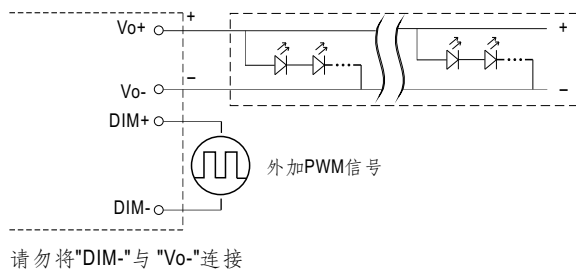 Vo+
+
+
Vo-
−
−
DIM+
外加PWM信号
DIM-
请勿将"DIM-"与 "Vo-"连接